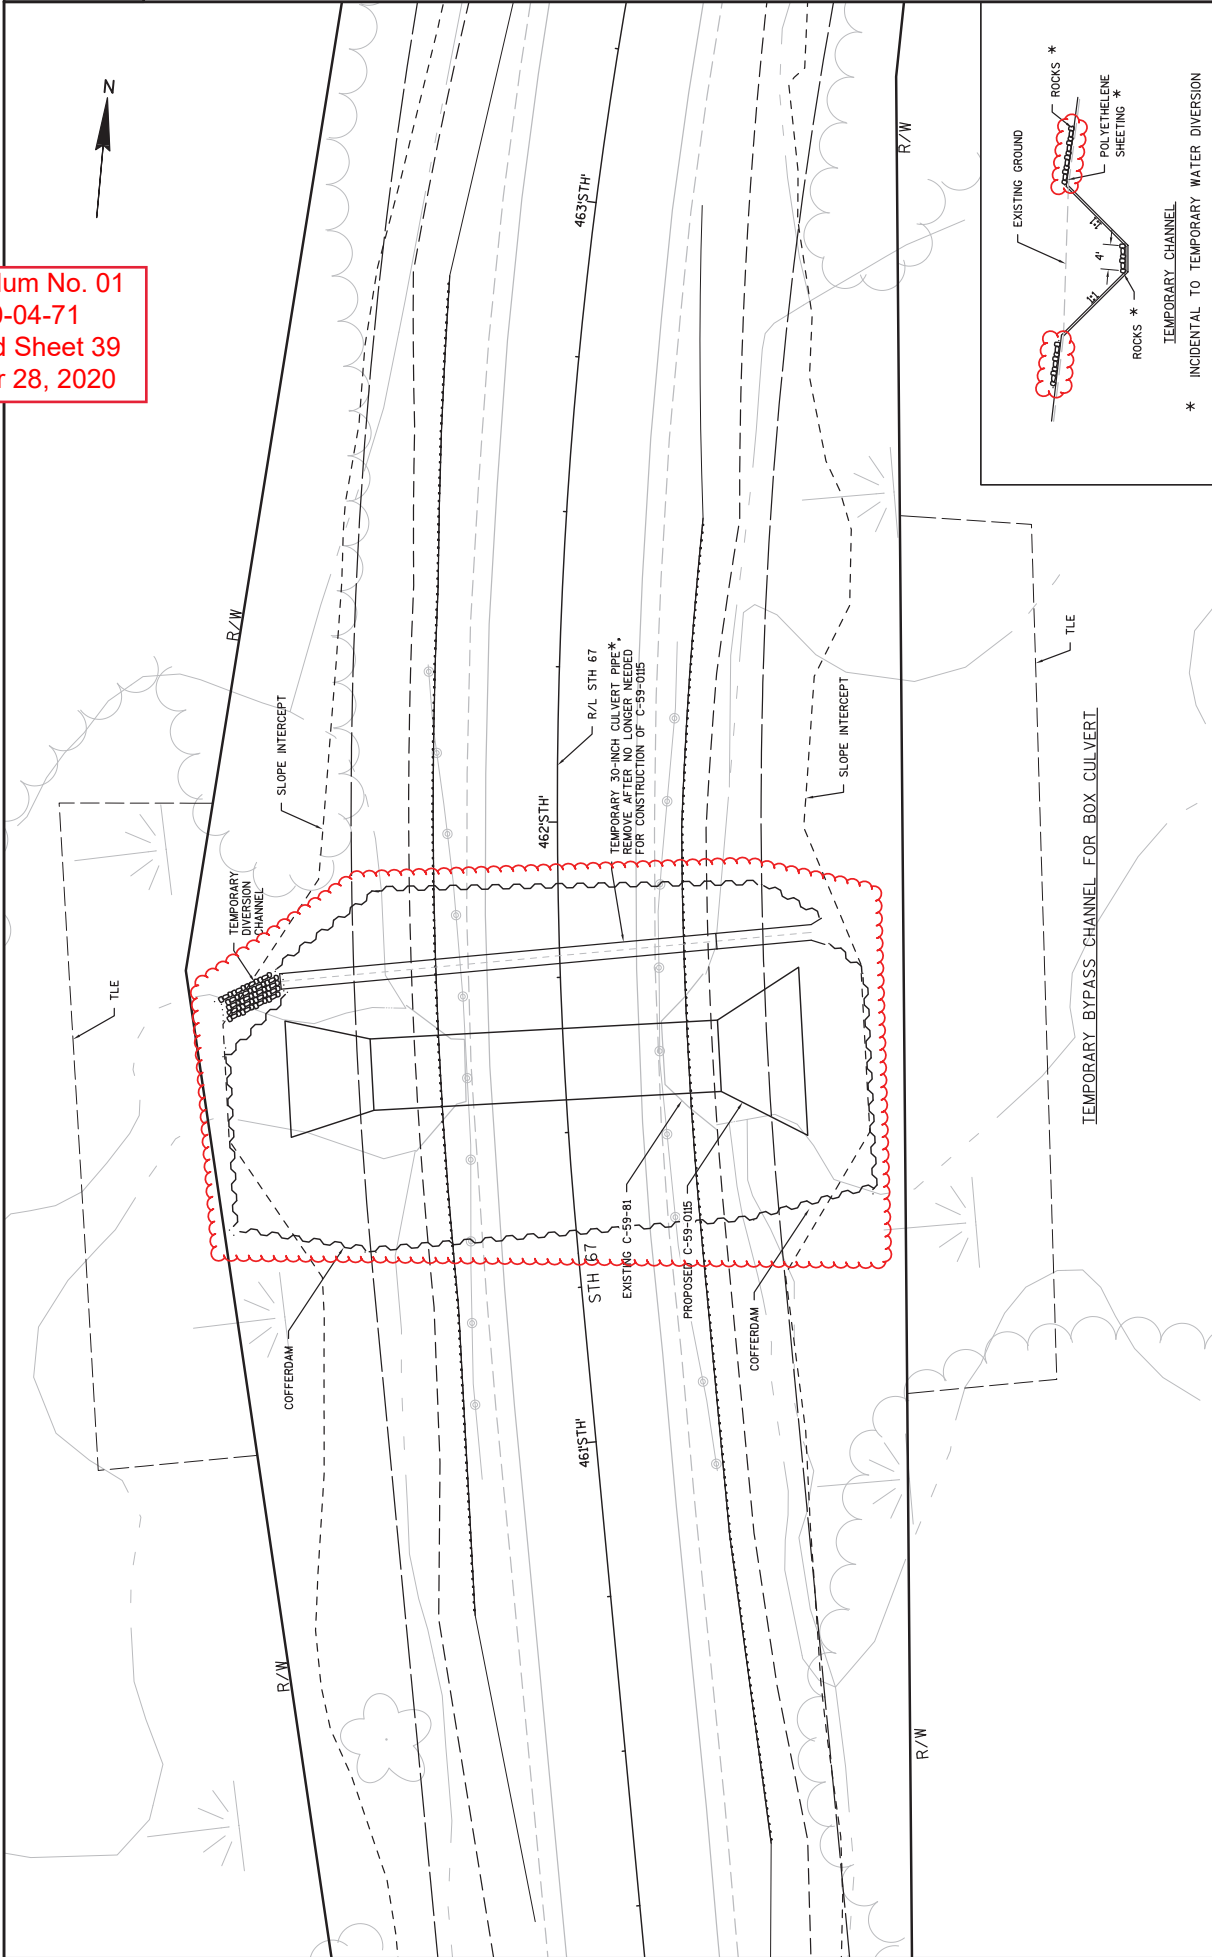 N
lum No. 01
0-04-71
d Sheet 39
r 28, 2020
R/W
R/W
R/W
R/W
TLE
TLE
SLOPE INTERCEPT
SLOPE INTERCEPT
463'STH'
462'STH'
461'STH'
R/L STH 67
TEMPORARY 30-INCH CULVERT PIPE*.
REMOVE AFTER NO LONGER NEEDED
FOR CONSTRUCTION OF C-59-0115
TEMPORARY
DIVERSION
CHANNEL
STH 67
EXISTING C-59-81
PROPOSED C-59-0115
COFFERDAM
COFFERDAM
TEMPORARY BYPASS CHANNEL FOR BOX CULVERT
EXISTING GROUND
ROCKS *
POLYETHELENE
SHEETING *
1:1
4'
1:1
ROCKS *
TEMPORARY CHANNEL
* INCIDENTAL TO TEMPORARY WATER DIVERSION